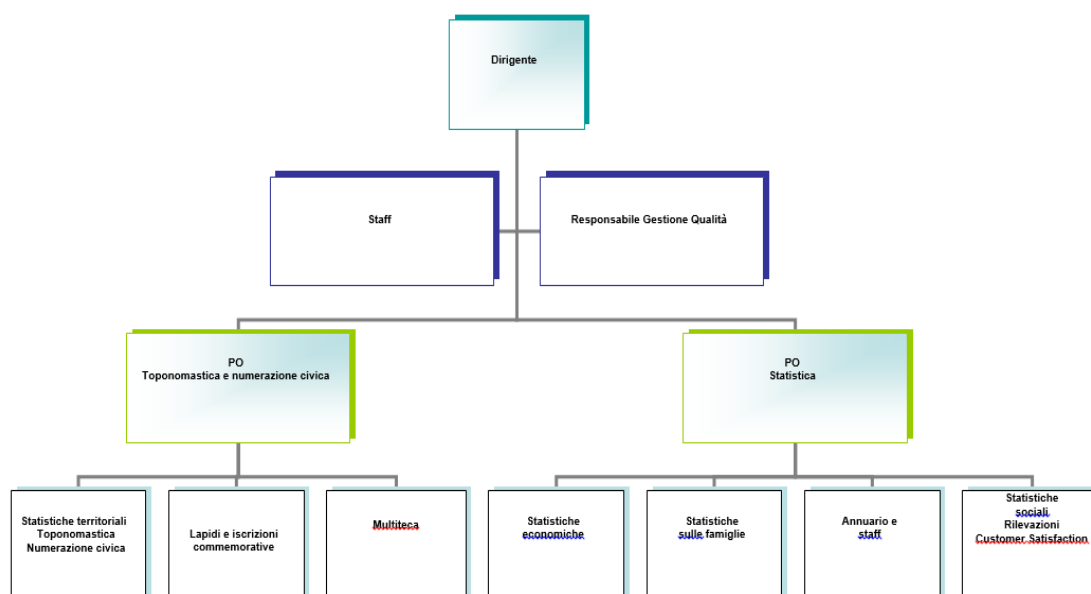 Dirigente
Staff
Responsabile Gestione Qualità
PO
Toponomastica e numerazione civica
PO
Statistica
Statistiche territoriali
Toponomastica
Numerazione civica
Lapidi e iscrizioni
commemorative
Multiteca
Statistiche
economiche
Statistiche
sulle famiglie
Annuario e
staff
Statistiche
sociali
Rilevazioni
Customer Satisfaction